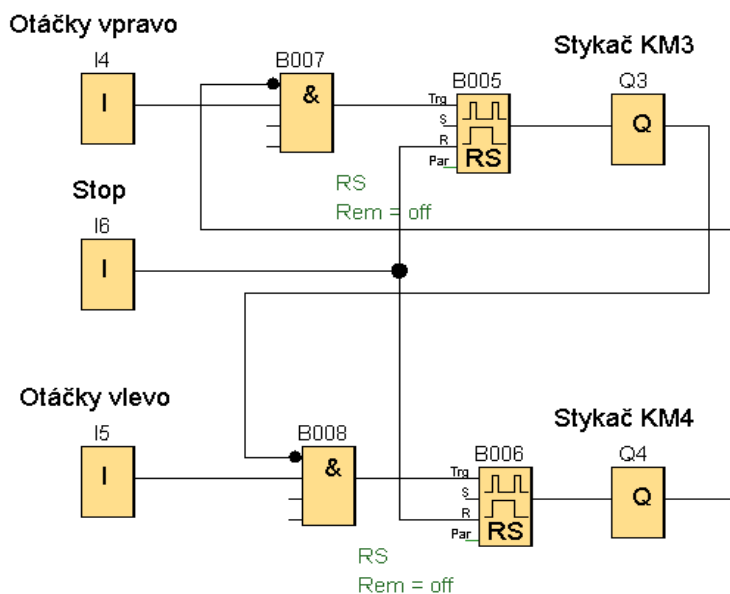 Otáčky vpravo
I4
I
B007
&
Trg
S
R
Par
B005
RS
RS
Rem = off
Stykač KM3
Q3
Q
Stop
I6
I
Otáčky vlevo
I5
I
B008
&
Trg
S
R
Par
B006
RS
RS
Rem = off
Stykač KM4
Q4
Q